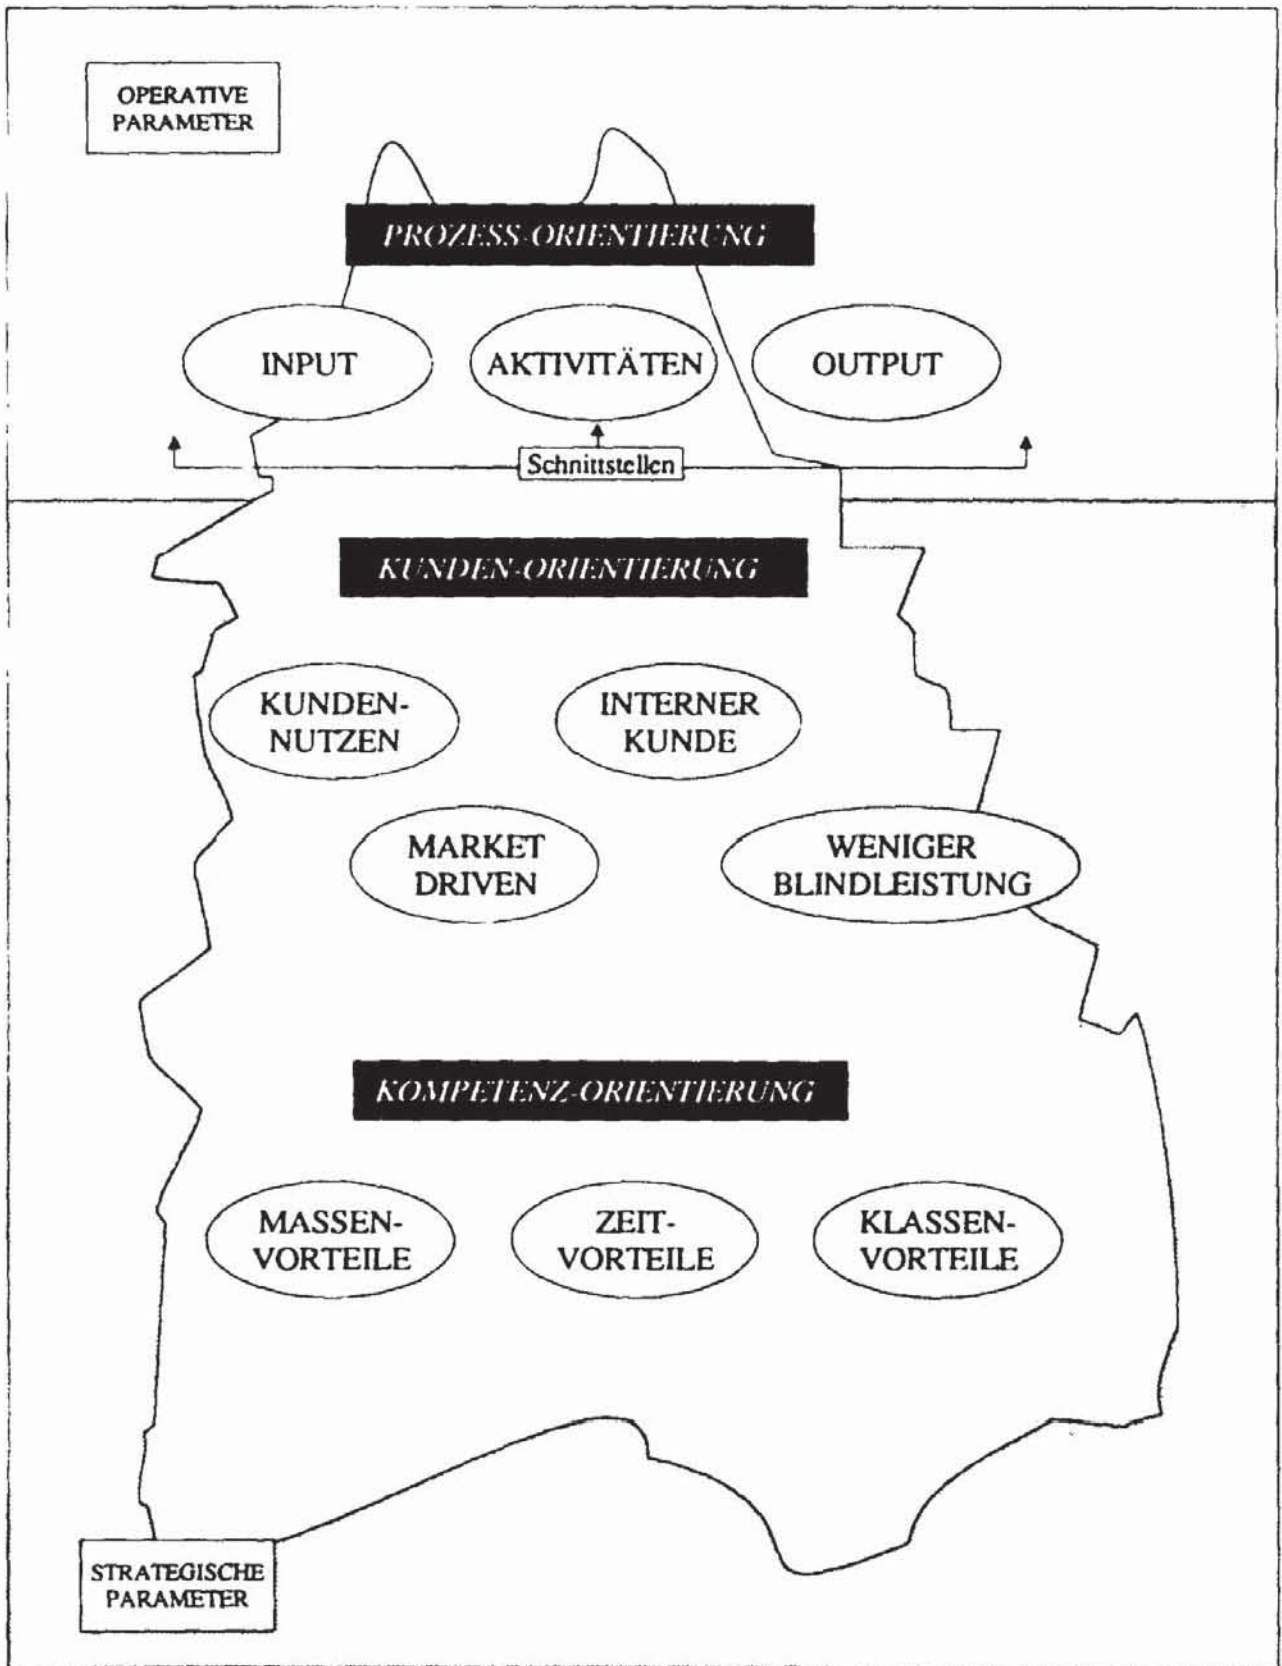 OPERATIVE
PARAMETER
PROZESS-ORIENTIERUNG
INPUT
AKTIVITÄTEN
OUTPUT
Schnittstellen
KUNDEN-ORIENTIERUNG
KUNDEN-
NUTZEN
INTERNER
KUNDE
MARKET
DRIVEN
WENIGER
BLINDLEISTUNG
KOMPETENZ-ORIENTIERUNG
MASSEN-
VORTEILE
ZEIT-
VORTEILE
KLASSEN-
VORTEILE
STRATEGISCHE
PARAMETER